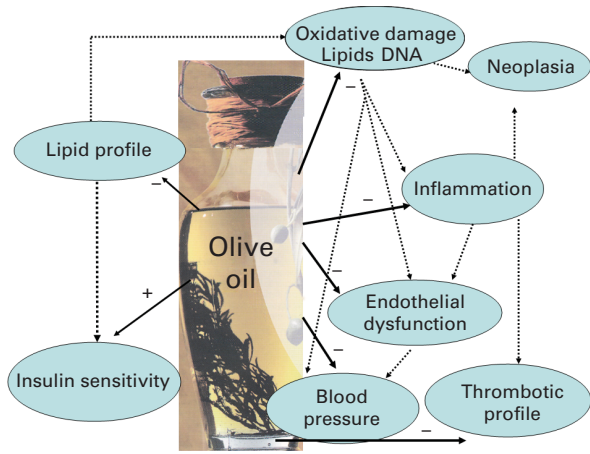 Oxidative damage
Lipids DNA
Neoplasia
–
Lipid profile
Inflammation
–
–
Olive
oil
–
+
Endothelial
dysfunction
–
Insulin sensitivity
Blood
pressure
Thrombotic
profile
–